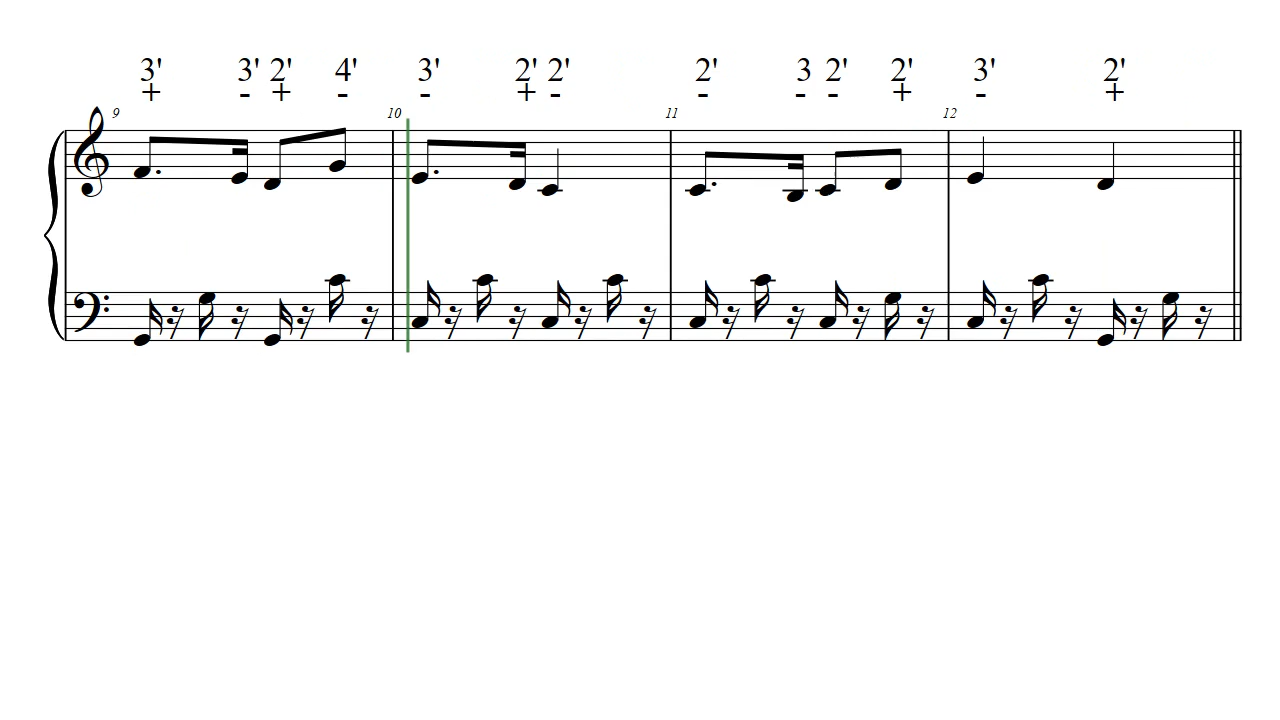 3' 3' 2' 4' 3' 2' 2' 2' 3 2' 2' 3' 2'
+ - + - - + - - - - + - +
9 10 11 12